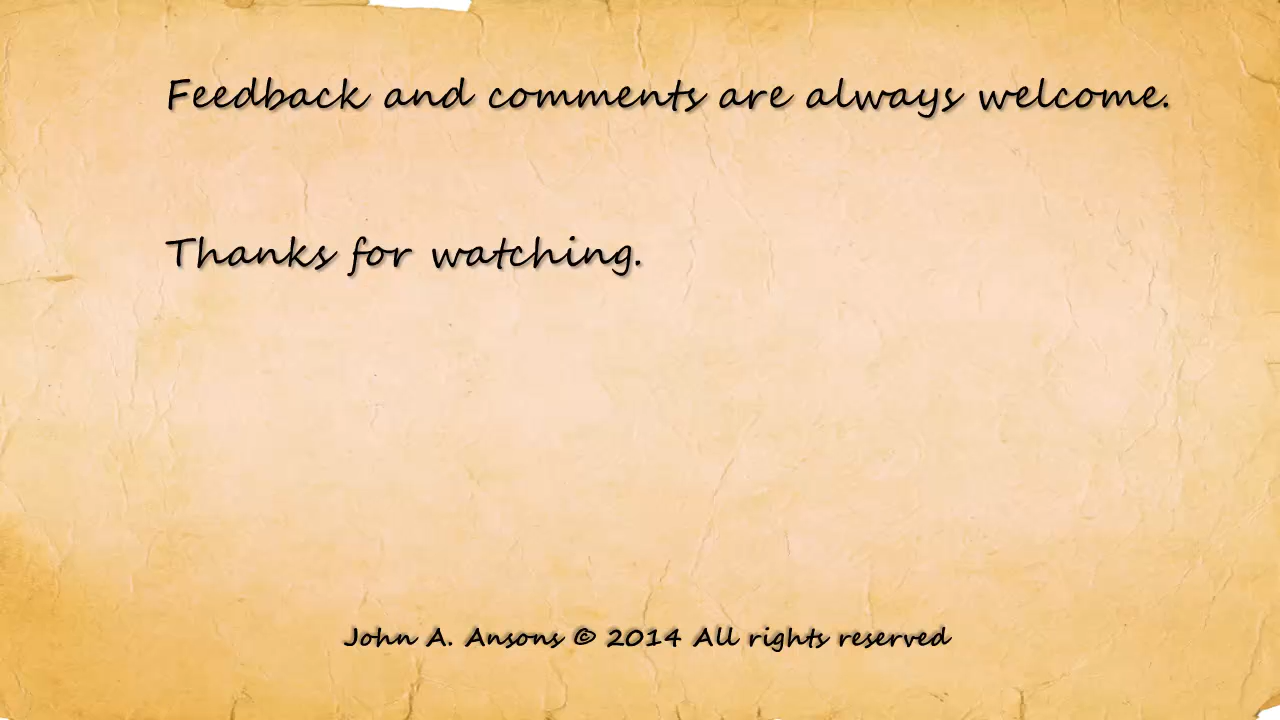 Feedback and comments are always welcome.
Thanks for watching.
John A. Ansons © 2014 All rights reserved